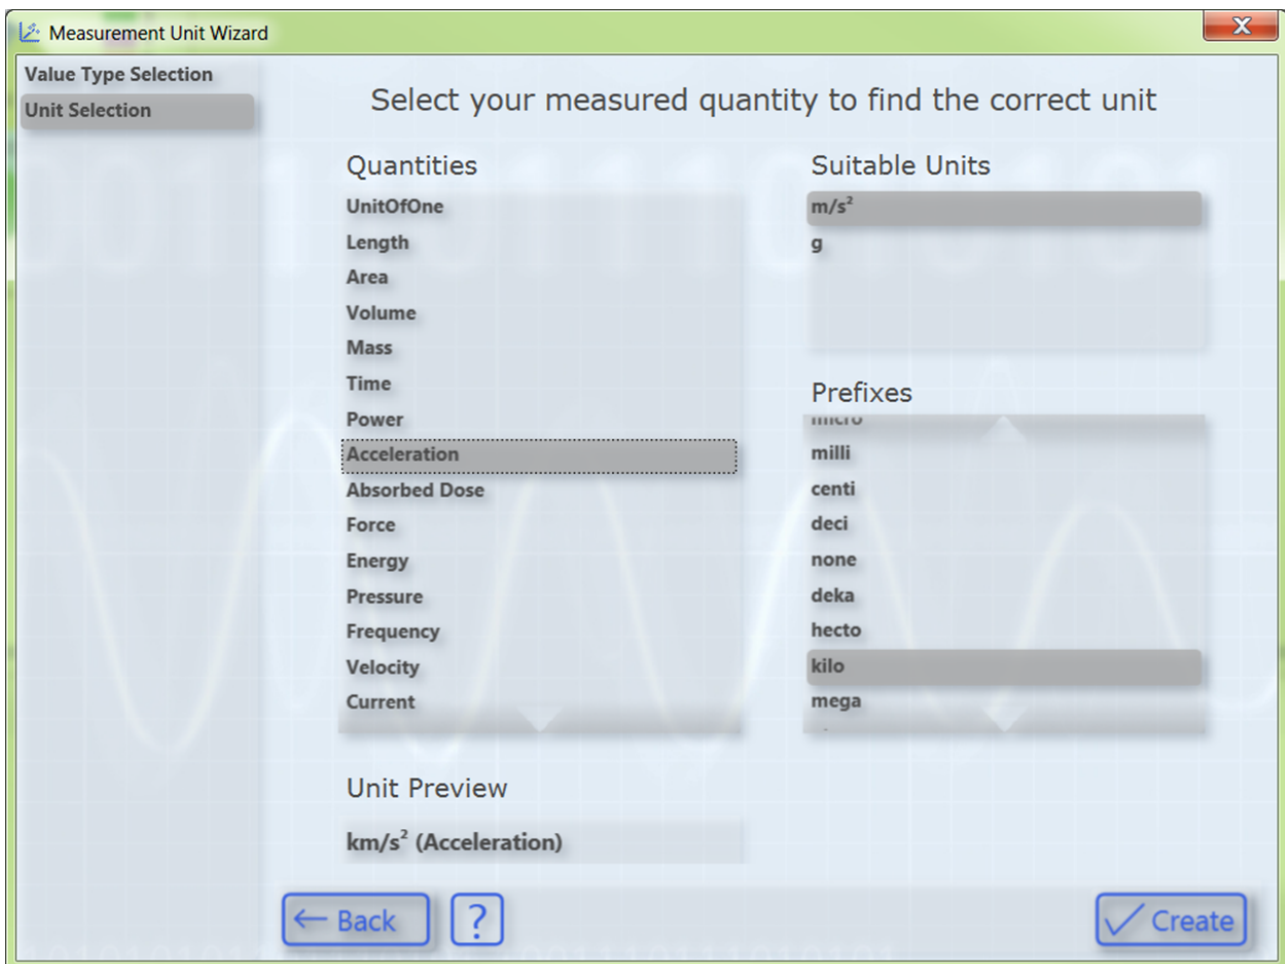 Measurement Unit Wizard
X
Value Type Selection
Unit Selection
Select your measured quantity to find the correct unit
Quantities
UnitOfOne
Length
Area
Volume
Mass
Time
Power
Acceleration
Absorbed Dose
Force
Energy
Pressure
Frequency
Velocity
Current
Suitable Units
m/s²
g
Prefixes
micro
milli
centi
deci
none
deka
hecto
kilo
mega
Unit Preview
km/s² (Acceleration)
← Back
?
✓ Create